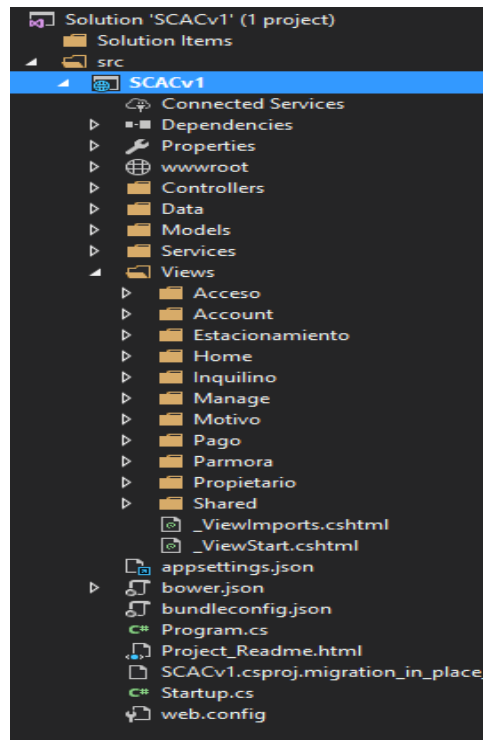 Solution 'SCACv1' (1 project)
Solution Items
src
SCACv1
Connected Services
Dependencies
Properties
wwwroot
Controllers
Data
Models
Services
Views
Acceso
Account
Estacionamiento
Home
Inquilino
Manage
Motivo
Pago
Parmora
Propietario
Shared
_ViewImports.cshtml
_ViewStart.cshtml
appsettings.json
bower.json
bundleconfig.json
C# Program.cs
Project_Readme.html
SCACv1.csproj.migration_in_place_
C# Startup.cs
web.config